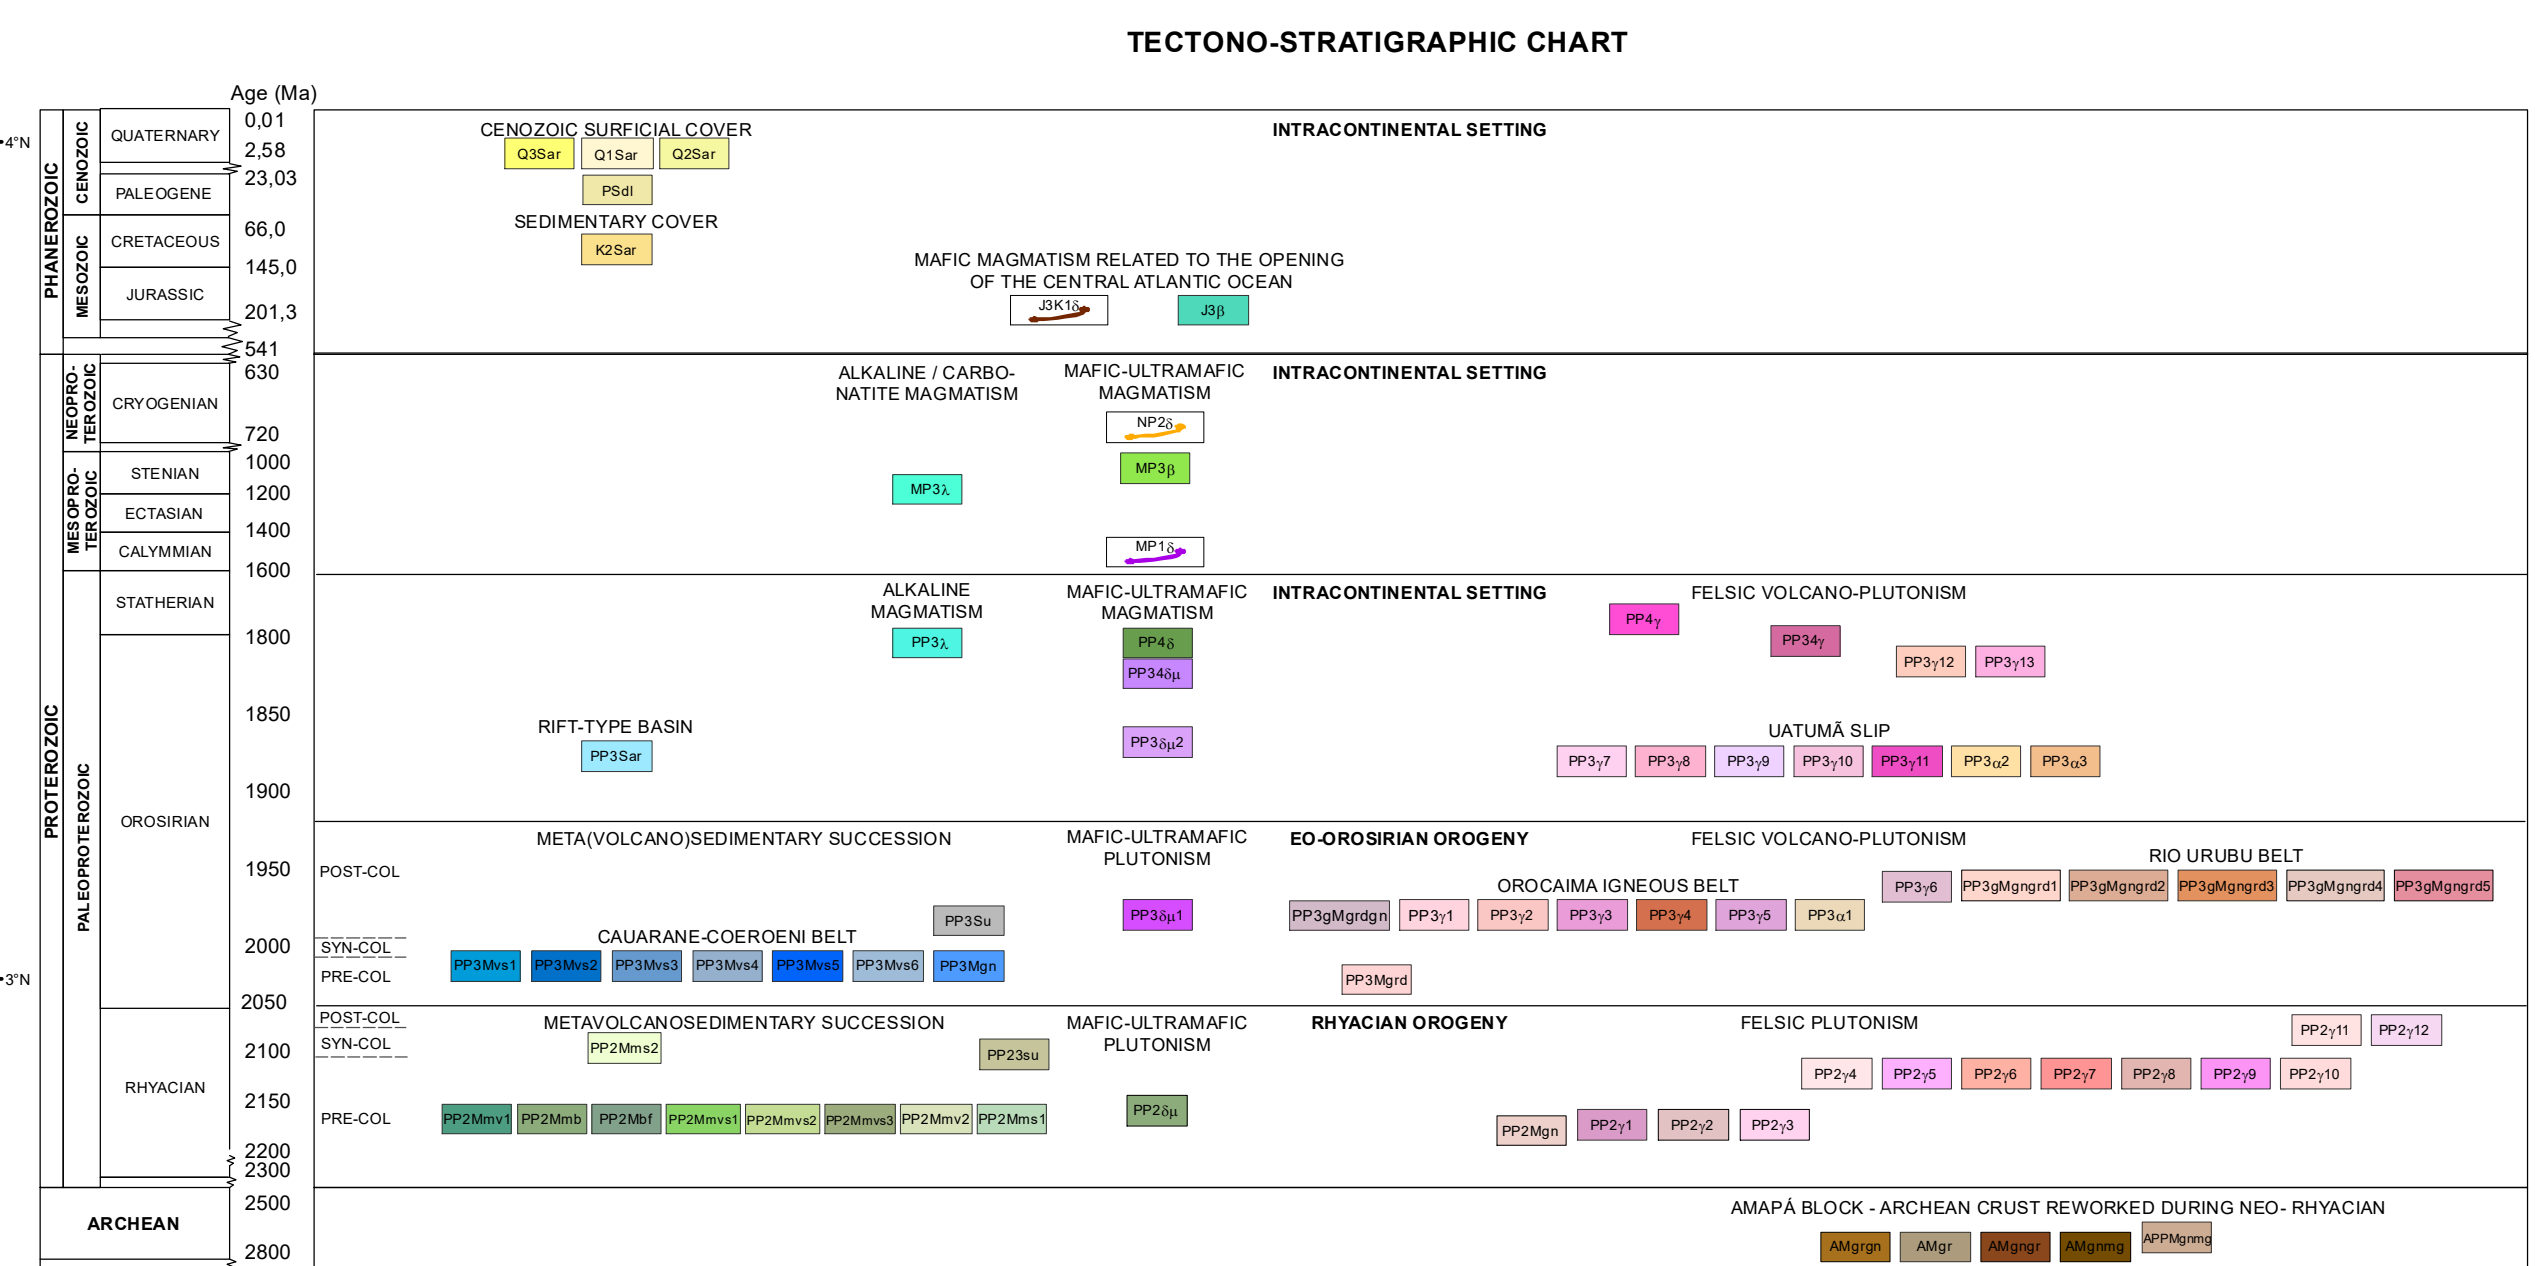 TECTONO-STRATIGRAPHIC CHART
Age (Ma)
4°N
3°N
PHANEROZOIC
CENOZOIC
MESOZOIC
QUATERNARY
PALEOGENE
CRETACEOUS
JURASSIC
0,01
2,58
23,03
66,0
145,0
201,3
541
CENOZOIC SURFICIAL COVER
INTRACONTINENTAL SETTING
Q3Sar Q1Sar Q2Sar
PSdl
SEDIMENTARY COVER
K2Sar
MAFIC MAGMATISM RELATED TO THE OPENING
OF THE CENTRAL ATLANTIC OCEAN
J3K1δ J3β
PROTEROZOIC
NEOPRO-
TEROZOIC
MESOPRO-
TEROZOIC
CRYOGENIAN
STENIAN
ECTASIAN
CALYMMIAN
630
720
1000
1200
1400
1600
ALKALINE / CARBO-
NATITE MAGMATISM
MAFIC-ULTRAMAFIC
MAGMATISM
INTRACONTINENTAL SETTING
NP2δ
MP3β
MP3λ
MP1δ
PALEOPROTEROZOIC
STATHERIAN
OROSIRIAN
RHYACIAN
1800
1850
1900
1950
2000
2050
2100
2150
2200
2300
ALKALINE
MAGMATISM
MAFIC-ULTRAMAFIC
MAGMATISM
INTRACONTINENTAL SETTING
FELSIC VOLCANO-PLUTONISM
PP4γ
PP3λ PP4δ PP34γ
PP34δμ PP3γ12 PP3γ13
RIFT-TYPE BASIN
UATUMÃ SLIP
PP3Sar PP3δμ2 PP3γ7 PP3γ8 PP3γ9 PP3γ10 PP3γ11 PP3α2 PP3α3
META(VOLCANO)SEDIMENTARY SUCCESSION
MAFIC-ULTRAMAFIC
PLUTONISM
EO-OROSIRIAN OROGENY
FELSIC VOLCANO-PLUTONISM
RIO URUBU BELT
POST-COL
PP3γ6 PP3gMgngrd1 PP3gMgngrd2 PP3gMgngrd3 PP3gMgngrd4 PP3gMgngrd5
OROCAIMA IGNEOUS BELT
PP3Su PP3δμ1 PP3gMgrdgn PP3γ1 PP3γ2 PP3γ3 PP3γ4 PP3γ5 PP3α1
CAUARANE-COEROENI BELT
SYN-COL
PRE-COL
PP3Mvs1 PP3Mvs2 PP3Mvs3 PP3Mvs4 PP3Mvs5 PP3Mvs6 PP3Mgn
PP3Mgrd
POST-COL
METAVOLCANOSEDIMENTARY SUCCESSION
MAFIC-ULTRAMAFIC
PLUTONISM
RHYACIAN OROGENY
FELSIC PLUTONISM
PP2γ11 PP2γ12
SYN-COL
PP2Mms2 PP23su
PP2γ4 PP2γ5 PP2γ6 PP2γ7 PP2γ8 PP2γ9 PP2γ10
PRE-COL
PP2Mmv1 PP2Mmb PP2Mbf PP2Mmvs1 PP2Mmvs2 PP2Mmvs3 PP2Mmv2 PP2Mms1 PP2δμ
PP2Mgn PP2γ1 PP2γ2 PP2γ3
ARCHEAN
2500
2800
AMAPÁ BLOCK - ARCHEAN CRUST REWORKED DURING NEO- RHYACIAN
AMgrgn AMgr AMgngr AMgnmg APPMgnmg